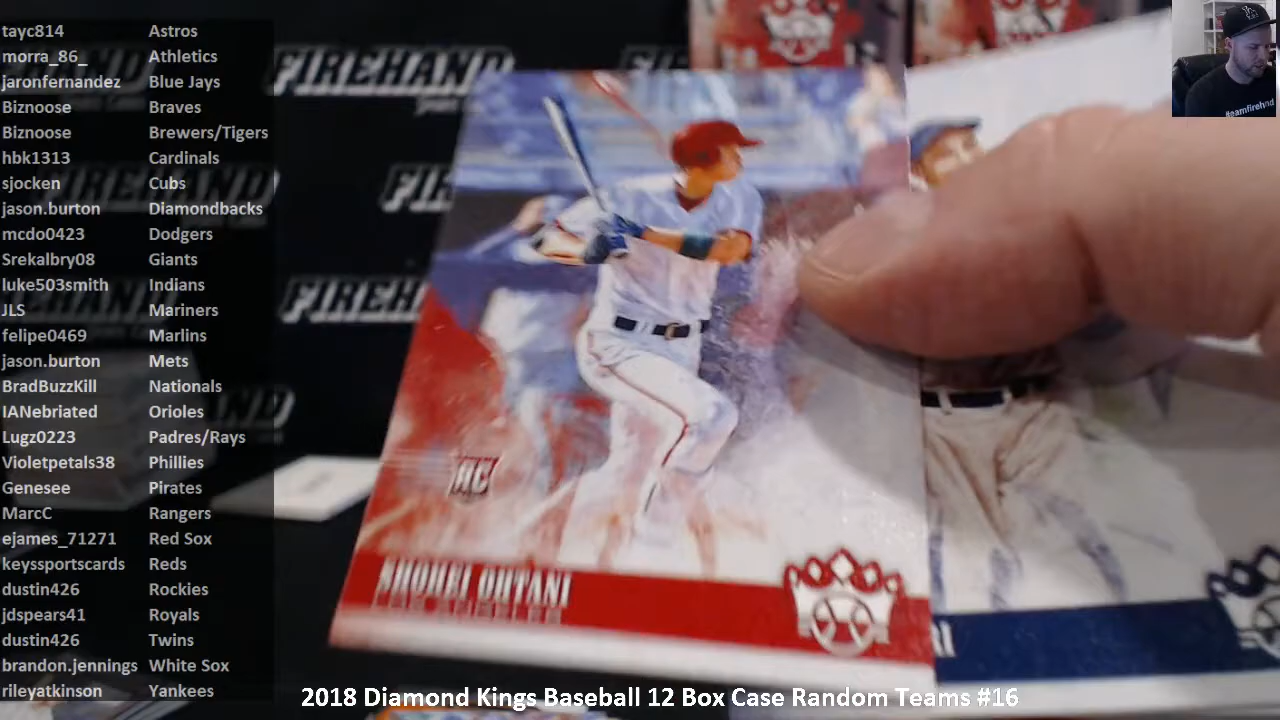 tayc814 Astros
morra_86_ Athletics
jaronfernandez Blue Jays
Biznoose Braves
Biznoose Brewers/Tigers
hbk1313 Cardinals
sjocken Cubs
jason.burton Diamondbacks
mcdo0423 Dodgers
Srekalbry08 Giants
luke503smith Indians
JLS Mariners
felipe0469 Marlins
jason.burton Mets
BradBuzzKill Nationals
IANebriated Orioles
Lugz0223 Padres/Rays
Violetpetals38 Phillies
Genesee Pirates
MarcC Rangers
ejames_71271 Red Sox
keyssportscards Reds
dustin426 Rockies
jdspears41 Royals
dustin426 Twins
brandon.jennings White Sox
rileyatkinson Yankees
FIREHAND
FIREHAND
#teamfirehnd
RC
SHOHEI OHTANI
LOS ANGELES
2018 Diamond Kings Baseball 12 Box Case Random Teams #16